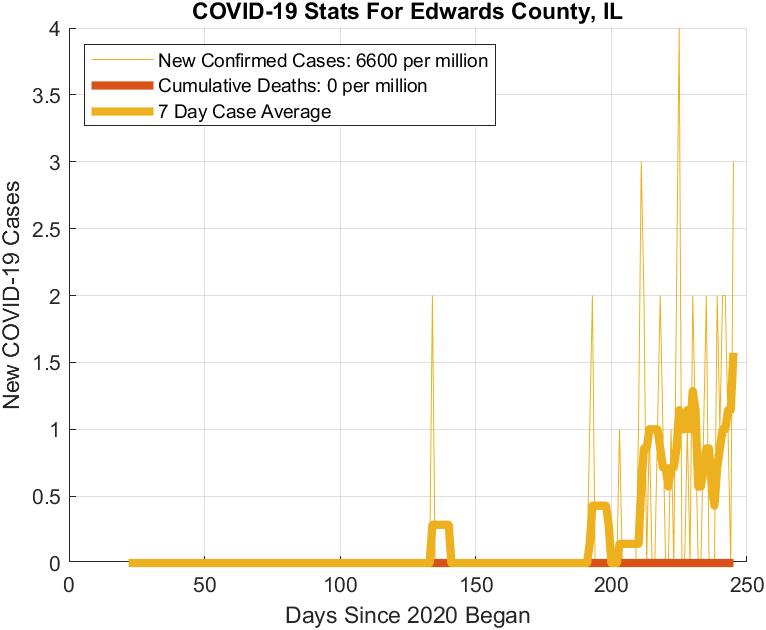 COVID-19 Stats For Edwards County, IL
New Confirmed Cases: 6600 per million
Cumulative Deaths: 0 per million
7 Day Case Average
New COVID-19 Cases
4
3.5
3
2.5
2
1.5
1
0.5
0
0 50 100 150 200 250
Days Since 2020 Began